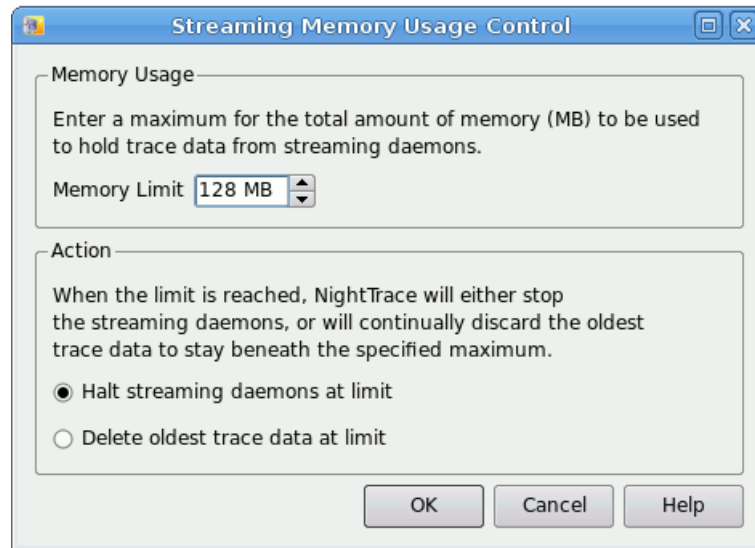 Streaming Memory Usage Control
Memory Usage
Enter a maximum for the total amount of memory (MB) to be used
to hold trace data from streaming daemons.
Memory Limit 128 MB
Action
When the limit is reached, NightTrace will either stop
the streaming daemons, or will continually discard the oldest
trace data to stay beneath the specified maximum.
Halt streaming daemons at limit
Delete oldest trace data at limit
OK Cancel Help